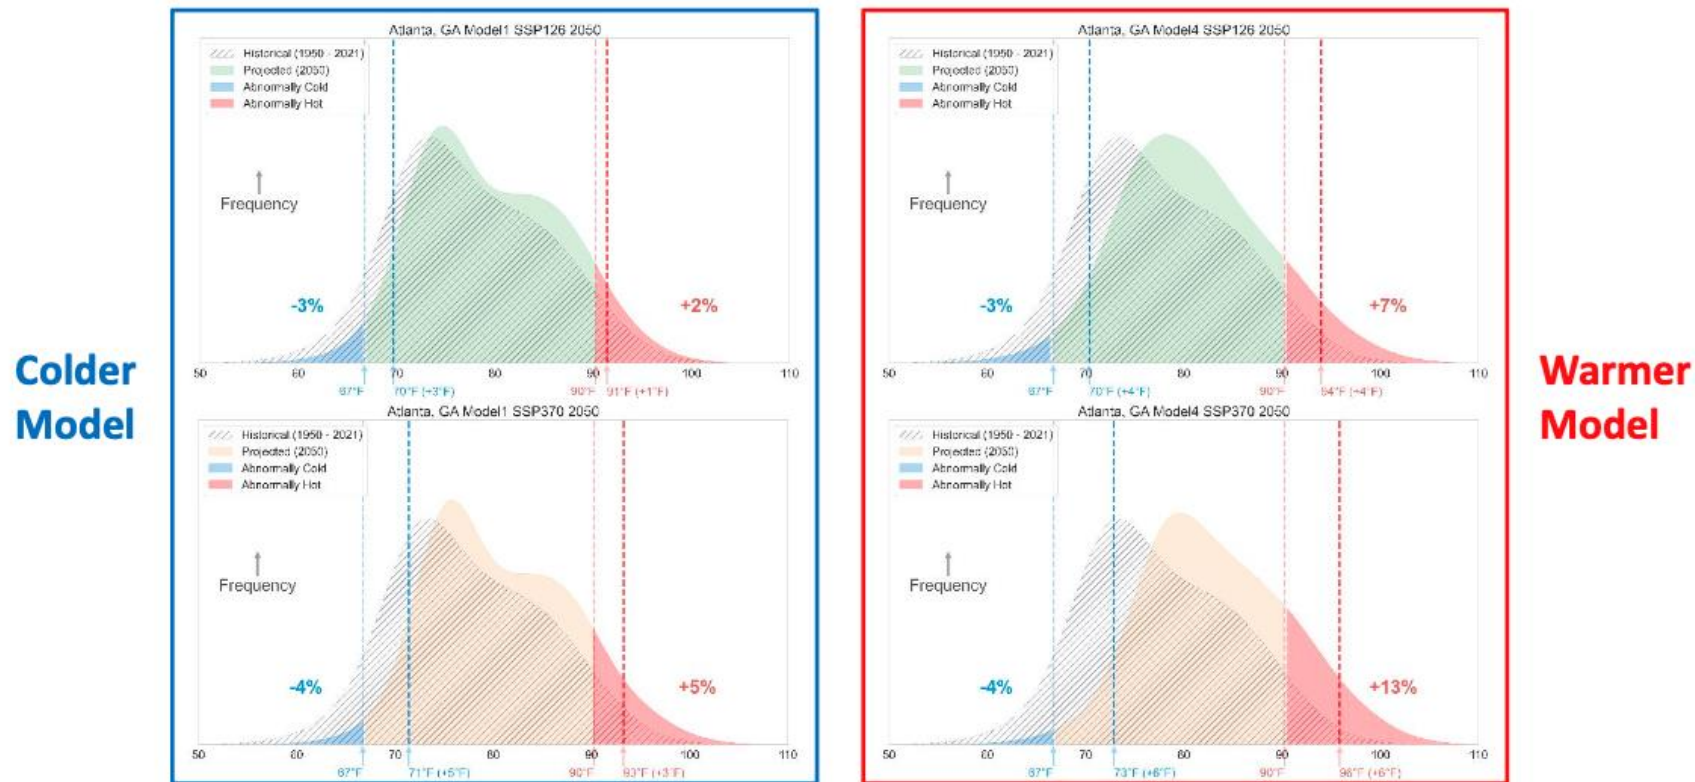 Colder
Model
Atlanta, GA Model1 SSP126 2050
Historical (1950 - 2021)
Projected (2050)
Abnormally Cold
Abnormally Hot
Frequency
-3%
+2%
50 60 70 80 90 100 110
67°F 70°F (+3°F) 90°F 91°F (+1°F)
Atlanta, GA Model1 SSP370 2050
Historical (1950 - 2021)
Projected (2050)
Abnormally Cold
Abnormally Hot
Frequency
-4%
+5%
50 60 70 80 90 100 110
67°F 71°F (+5°F) 90°F 93°F (+3°F)
Atlanta, GA Model4 SSP126 2050
Historical (1950 - 2021)
Projected (2050)
Abnormally Cold
Abnormally Hot
Frequency
-3%
+7%
50 60 70 80 90 100 110
67°F 70°F (+4°F) 90°F 94°F (+4°F)
Atlanta, GA Model4 SSP370 2050
Historical (1950 - 2021)
Projected (2050)
Abnormally Cold
Abnormally Hot
Frequency
-4%
+13%
50 60 70 80 90 100 110
67°F 73°F (+6°F) 90°F 96°F (+6°F)
Warmer
Model